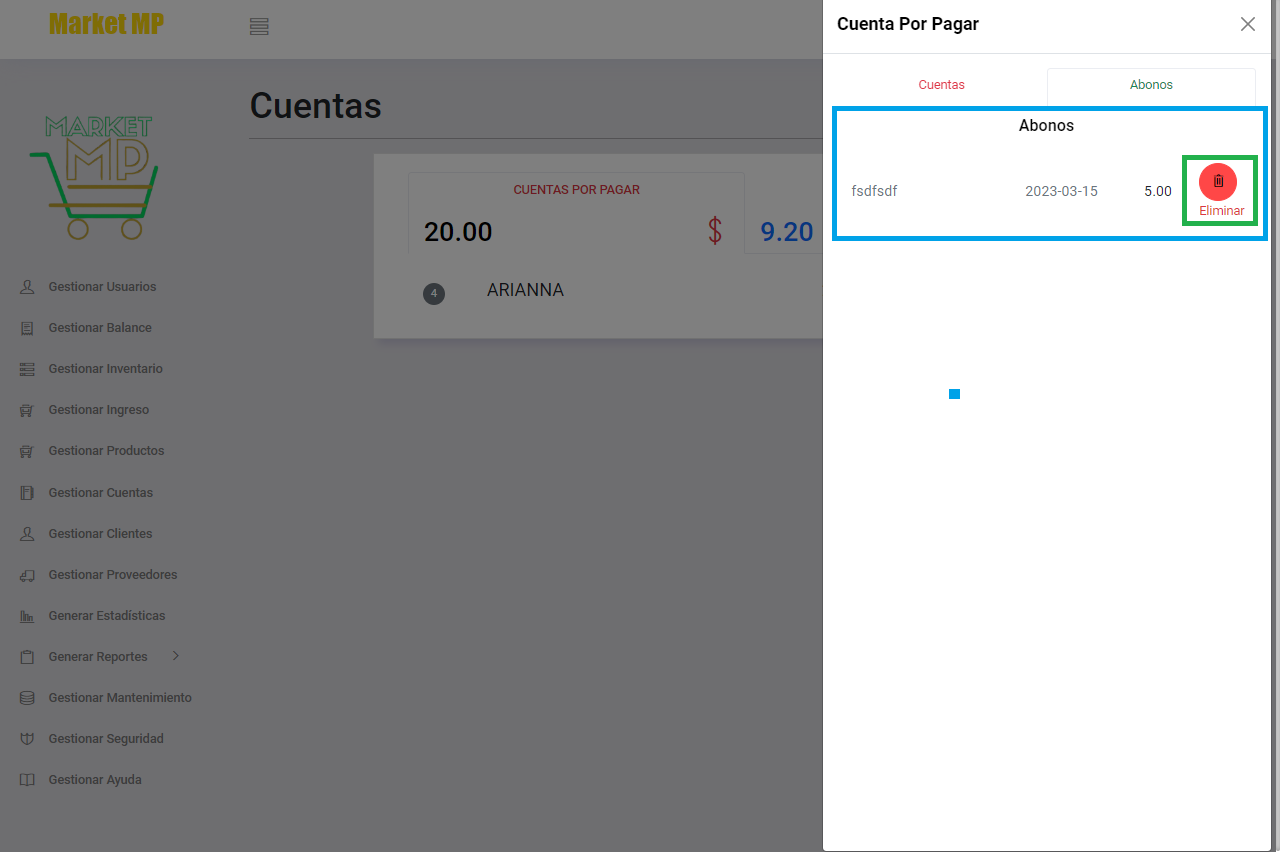 Market MP
Cuenta Por Pagar
Cuentas
Abonos
Cuentas
MARKET
MP
Abonos
fsdfsdf 2023-03-15 5.00
Eliminar
CUENTAS POR PAGAR
20.00 $ 9.20
4 ARIANNA
Gestionar Usuarios
Gestionar Balance
Gestionar Inventario
Gestionar Ingreso
Gestionar Productos
Gestionar Cuentas
Gestionar Clientes
Gestionar Proveedores
Generar Estadísticas
Generar Reportes
Gestionar Mantenimiento
Gestionar Seguridad
Gestionar Ayuda